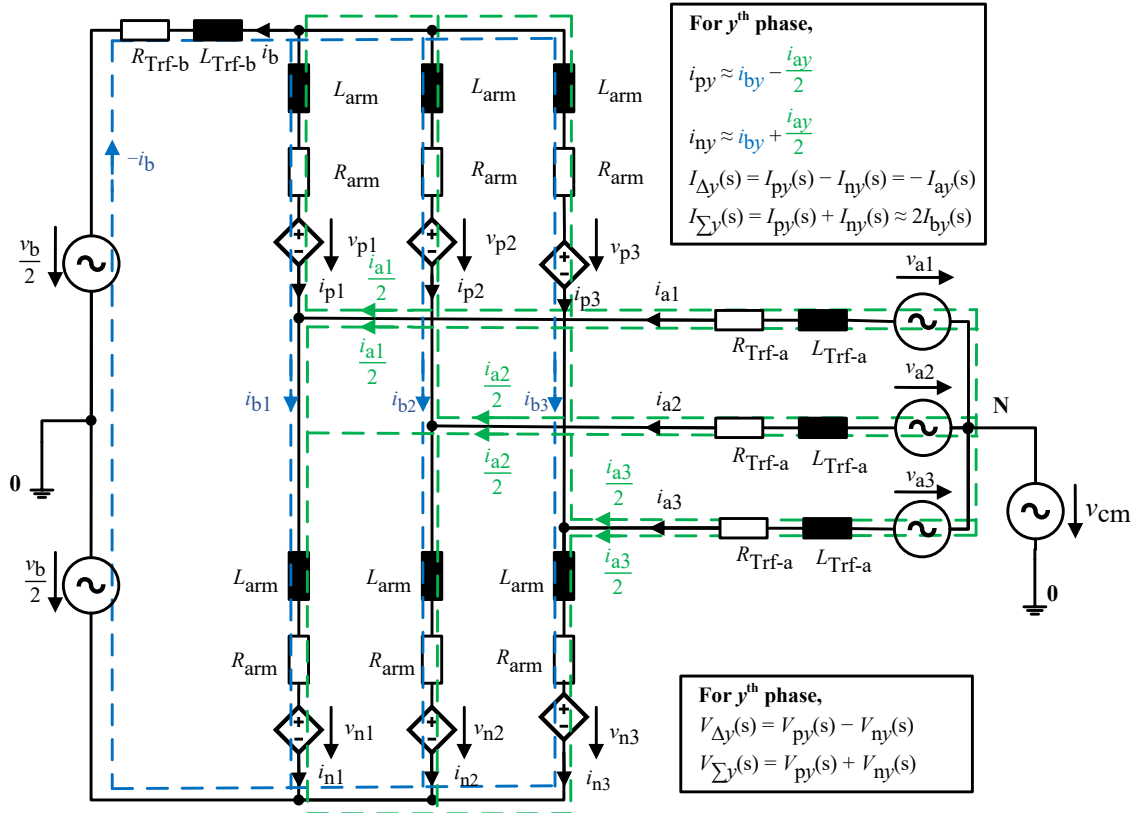 For yth phase,
ipy ≈ iby − iay/2
iny ≈ iby + iay/2
IΔy(s) = Ipy(s) − Iny(s) = − Iay(s)
I∑y(s) = Ipy(s) + Iny(s) ≈ 2Iby(s)
RTrf-b
LTrf-b
ib
Larm
Larm
Larm
−ib
Rarm
Rarm
Rarm
vb/2
vp1
vp2
vp3
ip1
ia1/2
ip2
ip3
ia1
va1
ia1/2
RTrf-a
LTrf-a
ib1
ib2
ib3
ia2/2
ia2
va2
N
ia2/2
RTrf-a
LTrf-a
0
ia3/2
ia3
va3
vcm
ia3/2
RTrf-a
LTrf-a
vb/2
Larm
Larm
Larm
0
Rarm
Rarm
Rarm
vn1
vn2
vn3
in1
in2
in3
For yth phase,
VΔy(s) = Vpy(s) − Vny(s)
V∑y(s) = Vpy(s) + Vny(s)